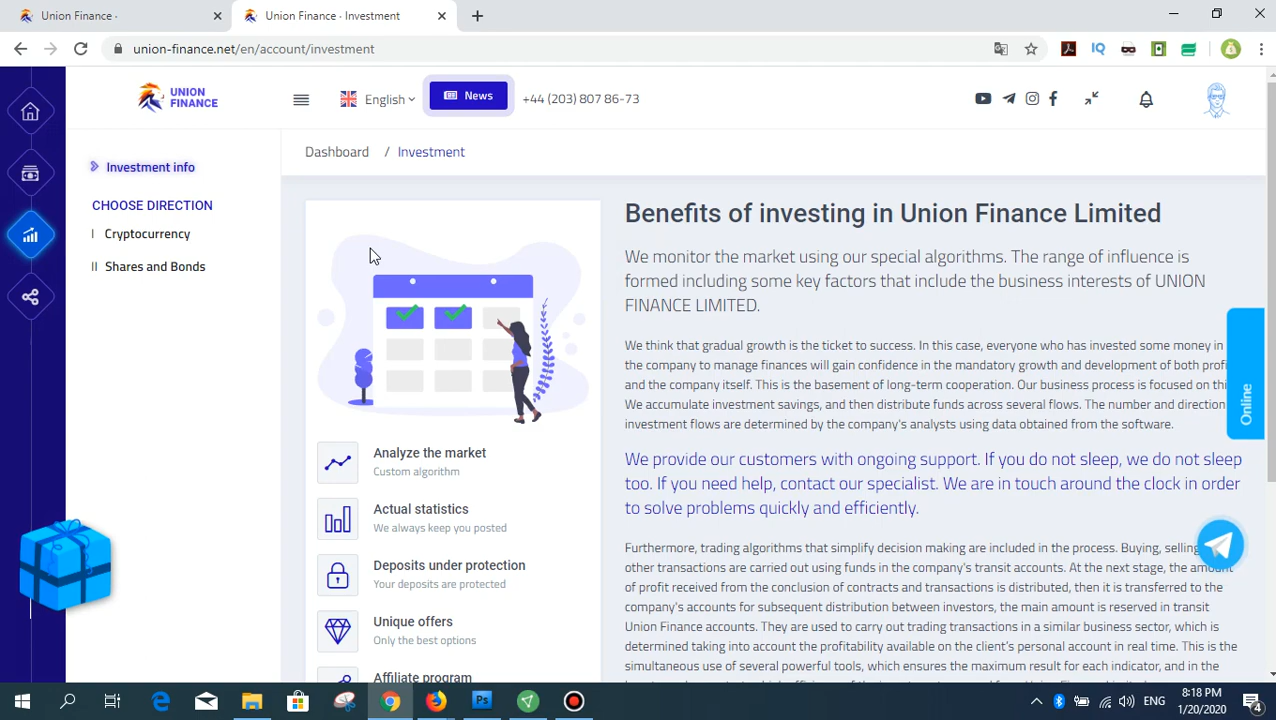 Union Finance ·
Union Finance · Investment
union-finance.net/en/account/investment
UNION
FINANCE
English
News
+44 (203) 807 86-73
Investment info
CHOOSE DIRECTION
I Cryptocurrency
II Shares and Bonds
Dashboard / Investment
Analyze the market
Custom algorithm
Actual statistics
We always keep you posted
Deposits under protection
Your deposits are protected
Unique offers
Only the best options
Affiliate program
Benefits of investing in Union Finance Limited
We monitor the market using our special algorithms. The range of influence is
formed including some key factors that include the business interests of UNION
FINANCE LIMITED.
We think that gradual growth is the ticket to success. In this case, everyone who has invested some money in
the company to manage finances will gain confidence in the mandatory growth and development of both profi
and the company itself. This is the basement of long-term cooperation. Our business process is focused on thi
We accumulate investment savings, and then distribute funds across several flows. The number and direction
investment flows are determined by the company's analysts using data obtained from the software.
We provide our customers with ongoing support. If you do not sleep, we do not sleep
too. If you need help, contact our specialist. We are in touch around the clock in order
to solve problems quickly and efficiently.
Furthermore, trading algorithms that simplify decision making are included in the process. Buying, selling
other transactions are carried out using funds in the company's transit accounts. At the next stage, the amount
of profit received from the conclusion of contracts and transactions is distributed, then it is transferred to the
company's accounts for subsequent distribution between investors, the main amount is reserved in transit
Union Finance accounts. They are used to carry out trading transactions in a similar business sector, which is
determined taking into account the profitability available on the client's personal account in real time. This is the
simultaneous use of several powerful tools, which ensures the maximum result for each indicator, and in the
Online
IQ
Ps
ENG
8:18 PM
1/20/2020
4